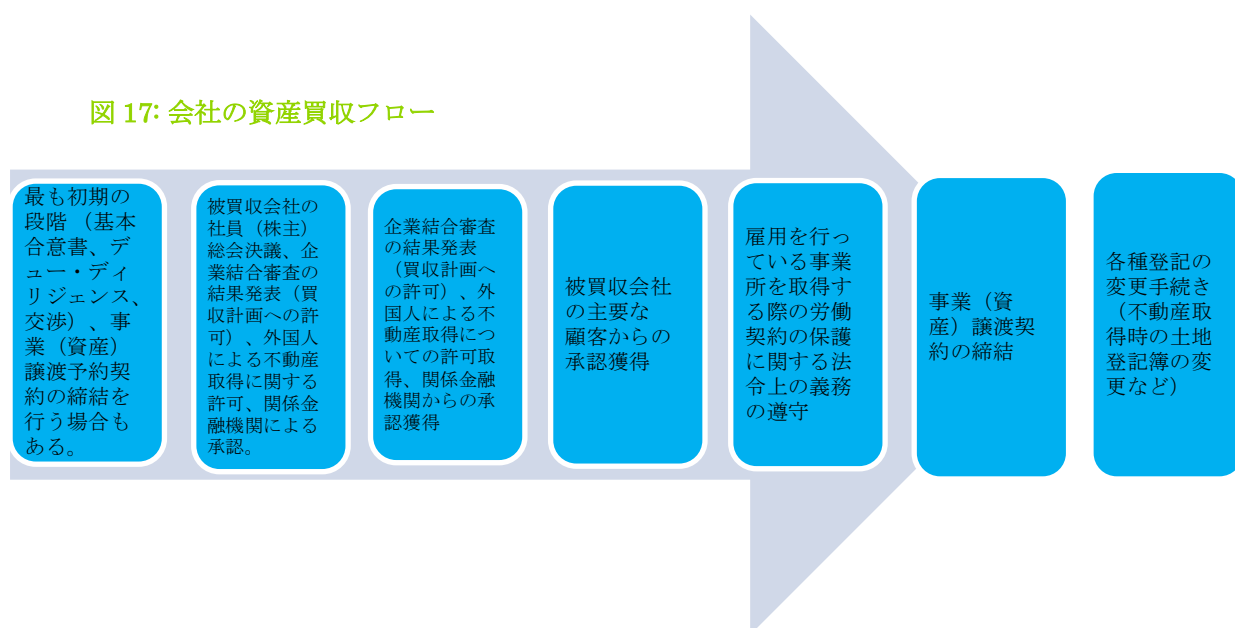 図 17: 会社の資産買収フロー
最も初期の
段階（基本
合意書、デ
ュー・ディ
リジェンス、
交渉）、事
業（資産）
譲渡予約契
約の締結を
行う場合も
ある。
被買収会社の
社員（株主）
総会決議、企
業結合審査の
結果発表（買
収計画への許
可）、外国人
による不動産
取得に関する
許可、関係金
融機関による
承認。
企業結合審査
の結果発表
（買収計画へ
の許可）、外
国人による不
動産取得につ
いての許可取
得、関係金融
機関からの承
認獲得
被買収会社
の主要な
顧客からの
承認獲得
雇用を行っ
ている事業
所を取得す
る際の労働
契約の保護
に関する法
令上の義務
の遵守
事業（資
産）譲渡契
約の締結
各種登記の
変更手続き
（不動産取
得時の土地
登記簿の変
更など）